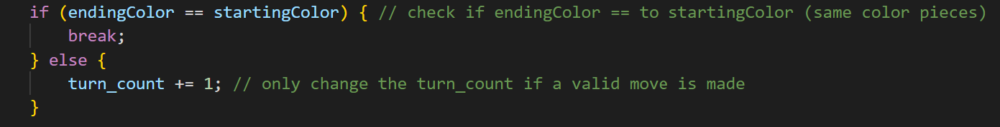 if (endingColor == startingColor) { // check if endingColor == to startingColor (same color pieces)
    break;
} else {
    turn_count += 1; // only change the turn_count if a valid move is made
}